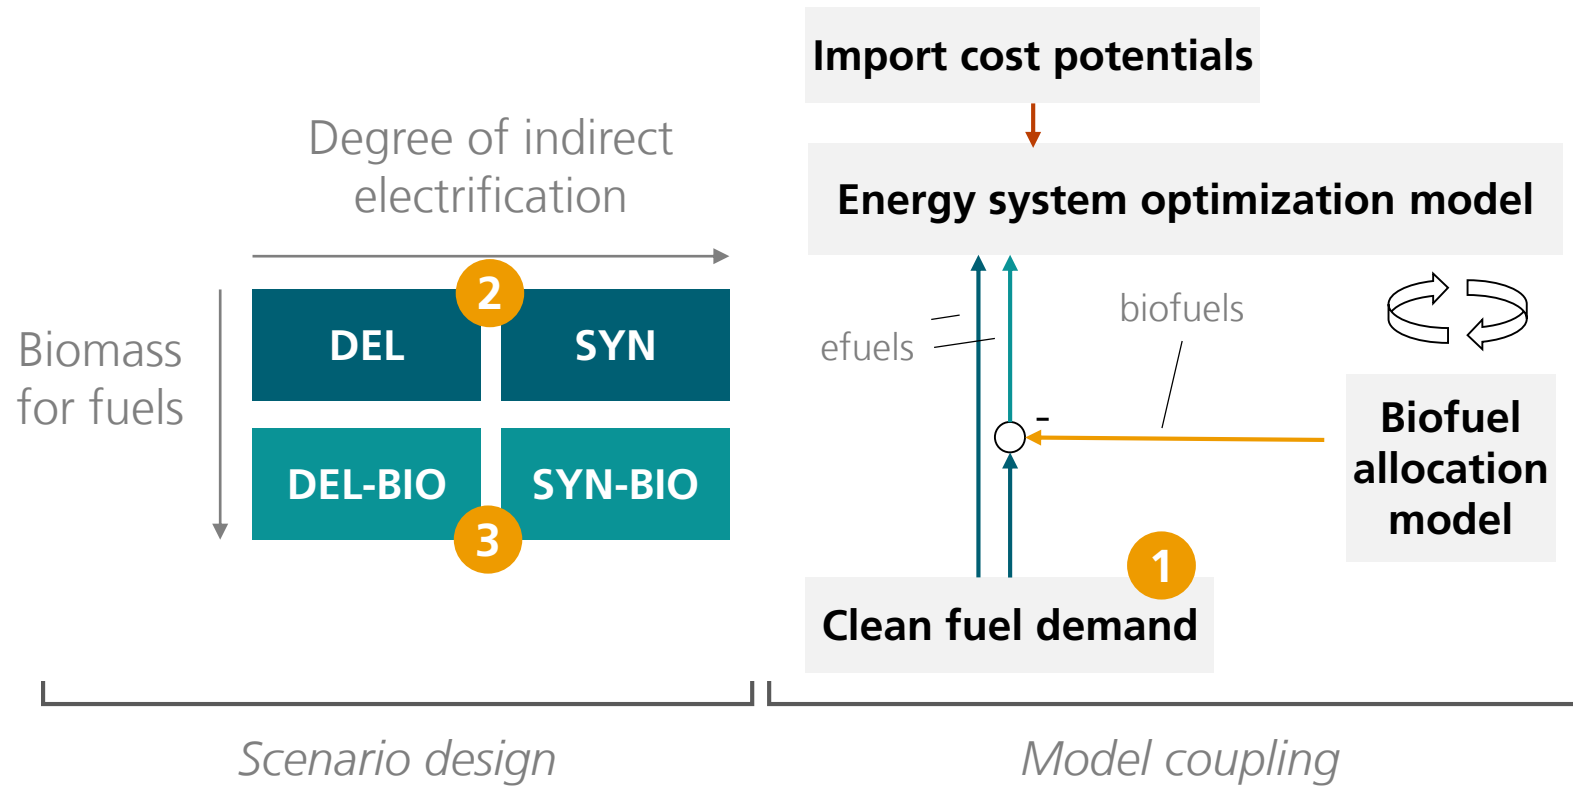 Degree of indirect
electrification
Biomass
for fuels
2
DEL
SYN
DEL-BIO
SYN-BIO
3
Scenario design
Import cost potentials
Energy system optimization model
efuels
biofuels
-
Biofuel
allocation
model
1
Clean fuel demand
Model coupling